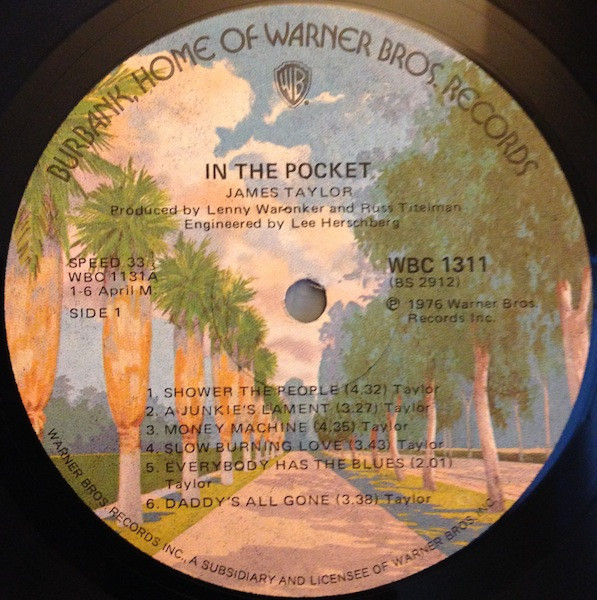 BURBANK, HOME OF WARNER BROS. RECORDS
WB
IN THE POCKET
JAMES TAYLOR
Produced by Lenny Waronker and Russ Titelman
Engineered by Lee Herschberg
SPEED 33⅓
WBC 1131A
1-6 April M.
SIDE 1
WBC 1311
(BS 2912)
℗ 1976 Warner Bros.
Records Inc.
1. SHOWER THE PEOPLE (4.32) Taylor
2. A JUNKIE'S LAMENT (3.27) Taylor
3. MONEY MACHINE (4.35) Taylor
4. SLOW BURNING LOVE (3.43) Taylor
5. EVERYBODY HAS THE BLUES (2.01)
Taylor
6. DADDY'S ALL GONE (3.38) Taylor
WARNER BROS. RECORDS INC., A SUBSIDIARY AND LICENSEE OF WARNER BROS. INC.